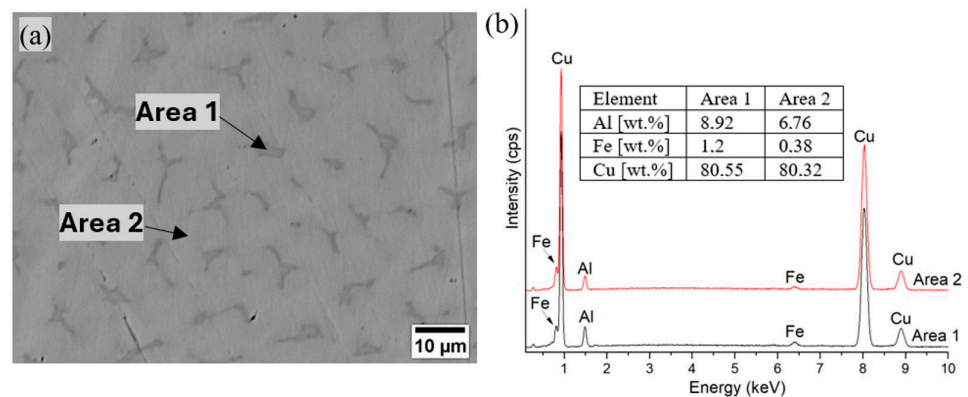 (a)
Area 1
Area 2
10 µm
(b)
Cu
Element Area 1 Area 2
Al [wt.%] 8.92 6.76
Fe [wt.%] 1.2 0.38
Cu [wt.%] 80.55 80.32
Cu
Intensity (cps)
Fe
Al
Fe
Cu
Area 2
Fe
Al
Fe
Cu
Area 1
1 2 3 4 5 6 7 8 9 10
Energy (keV)